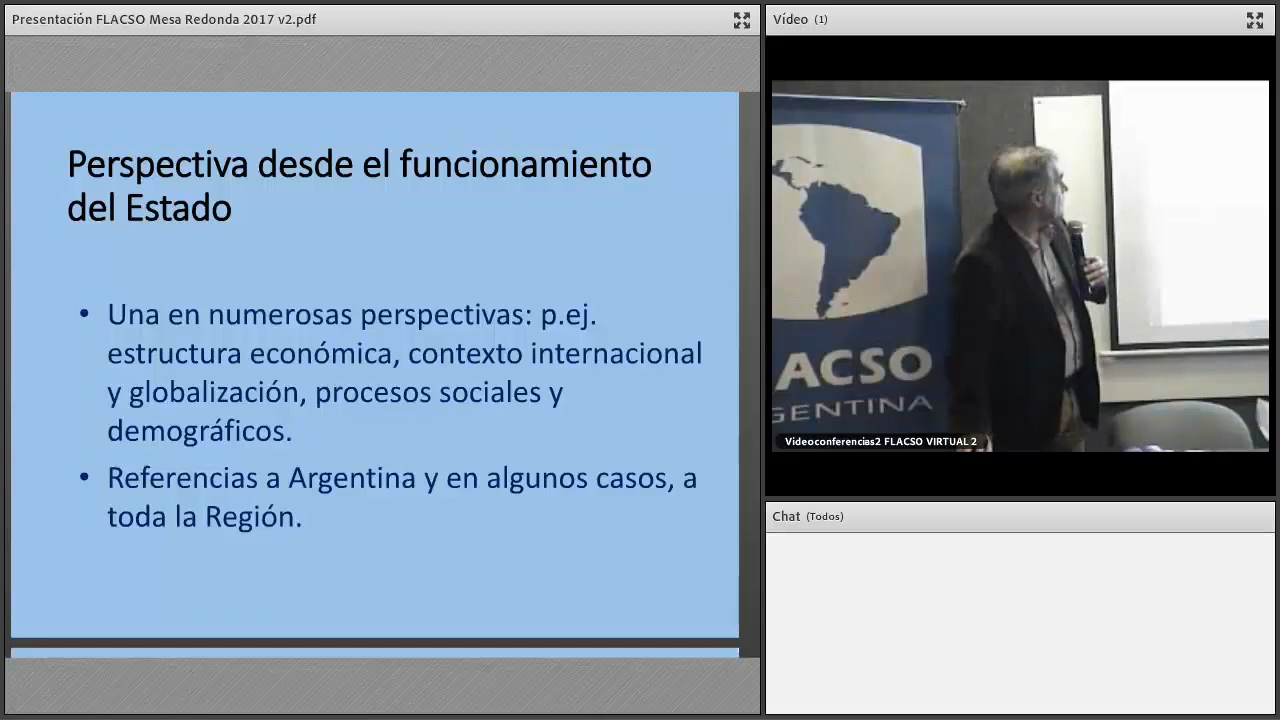 Presentación FLACSO Mesa Redonda 2017 v2.pdf
Perspectiva desde el funcionamiento
del Estado
• Una en numerosas perspectivas: p.ej.
estructura económica, contexto internacional
y globalización, procesos sociales y
demográficos.
• Referencias a Argentina y en algunos casos, a
toda la Región.
Vídeo (1)
ACSO
GENTINA
Videoconferencias2 FLACSO VIRTUAL 2
Chat (Todos)